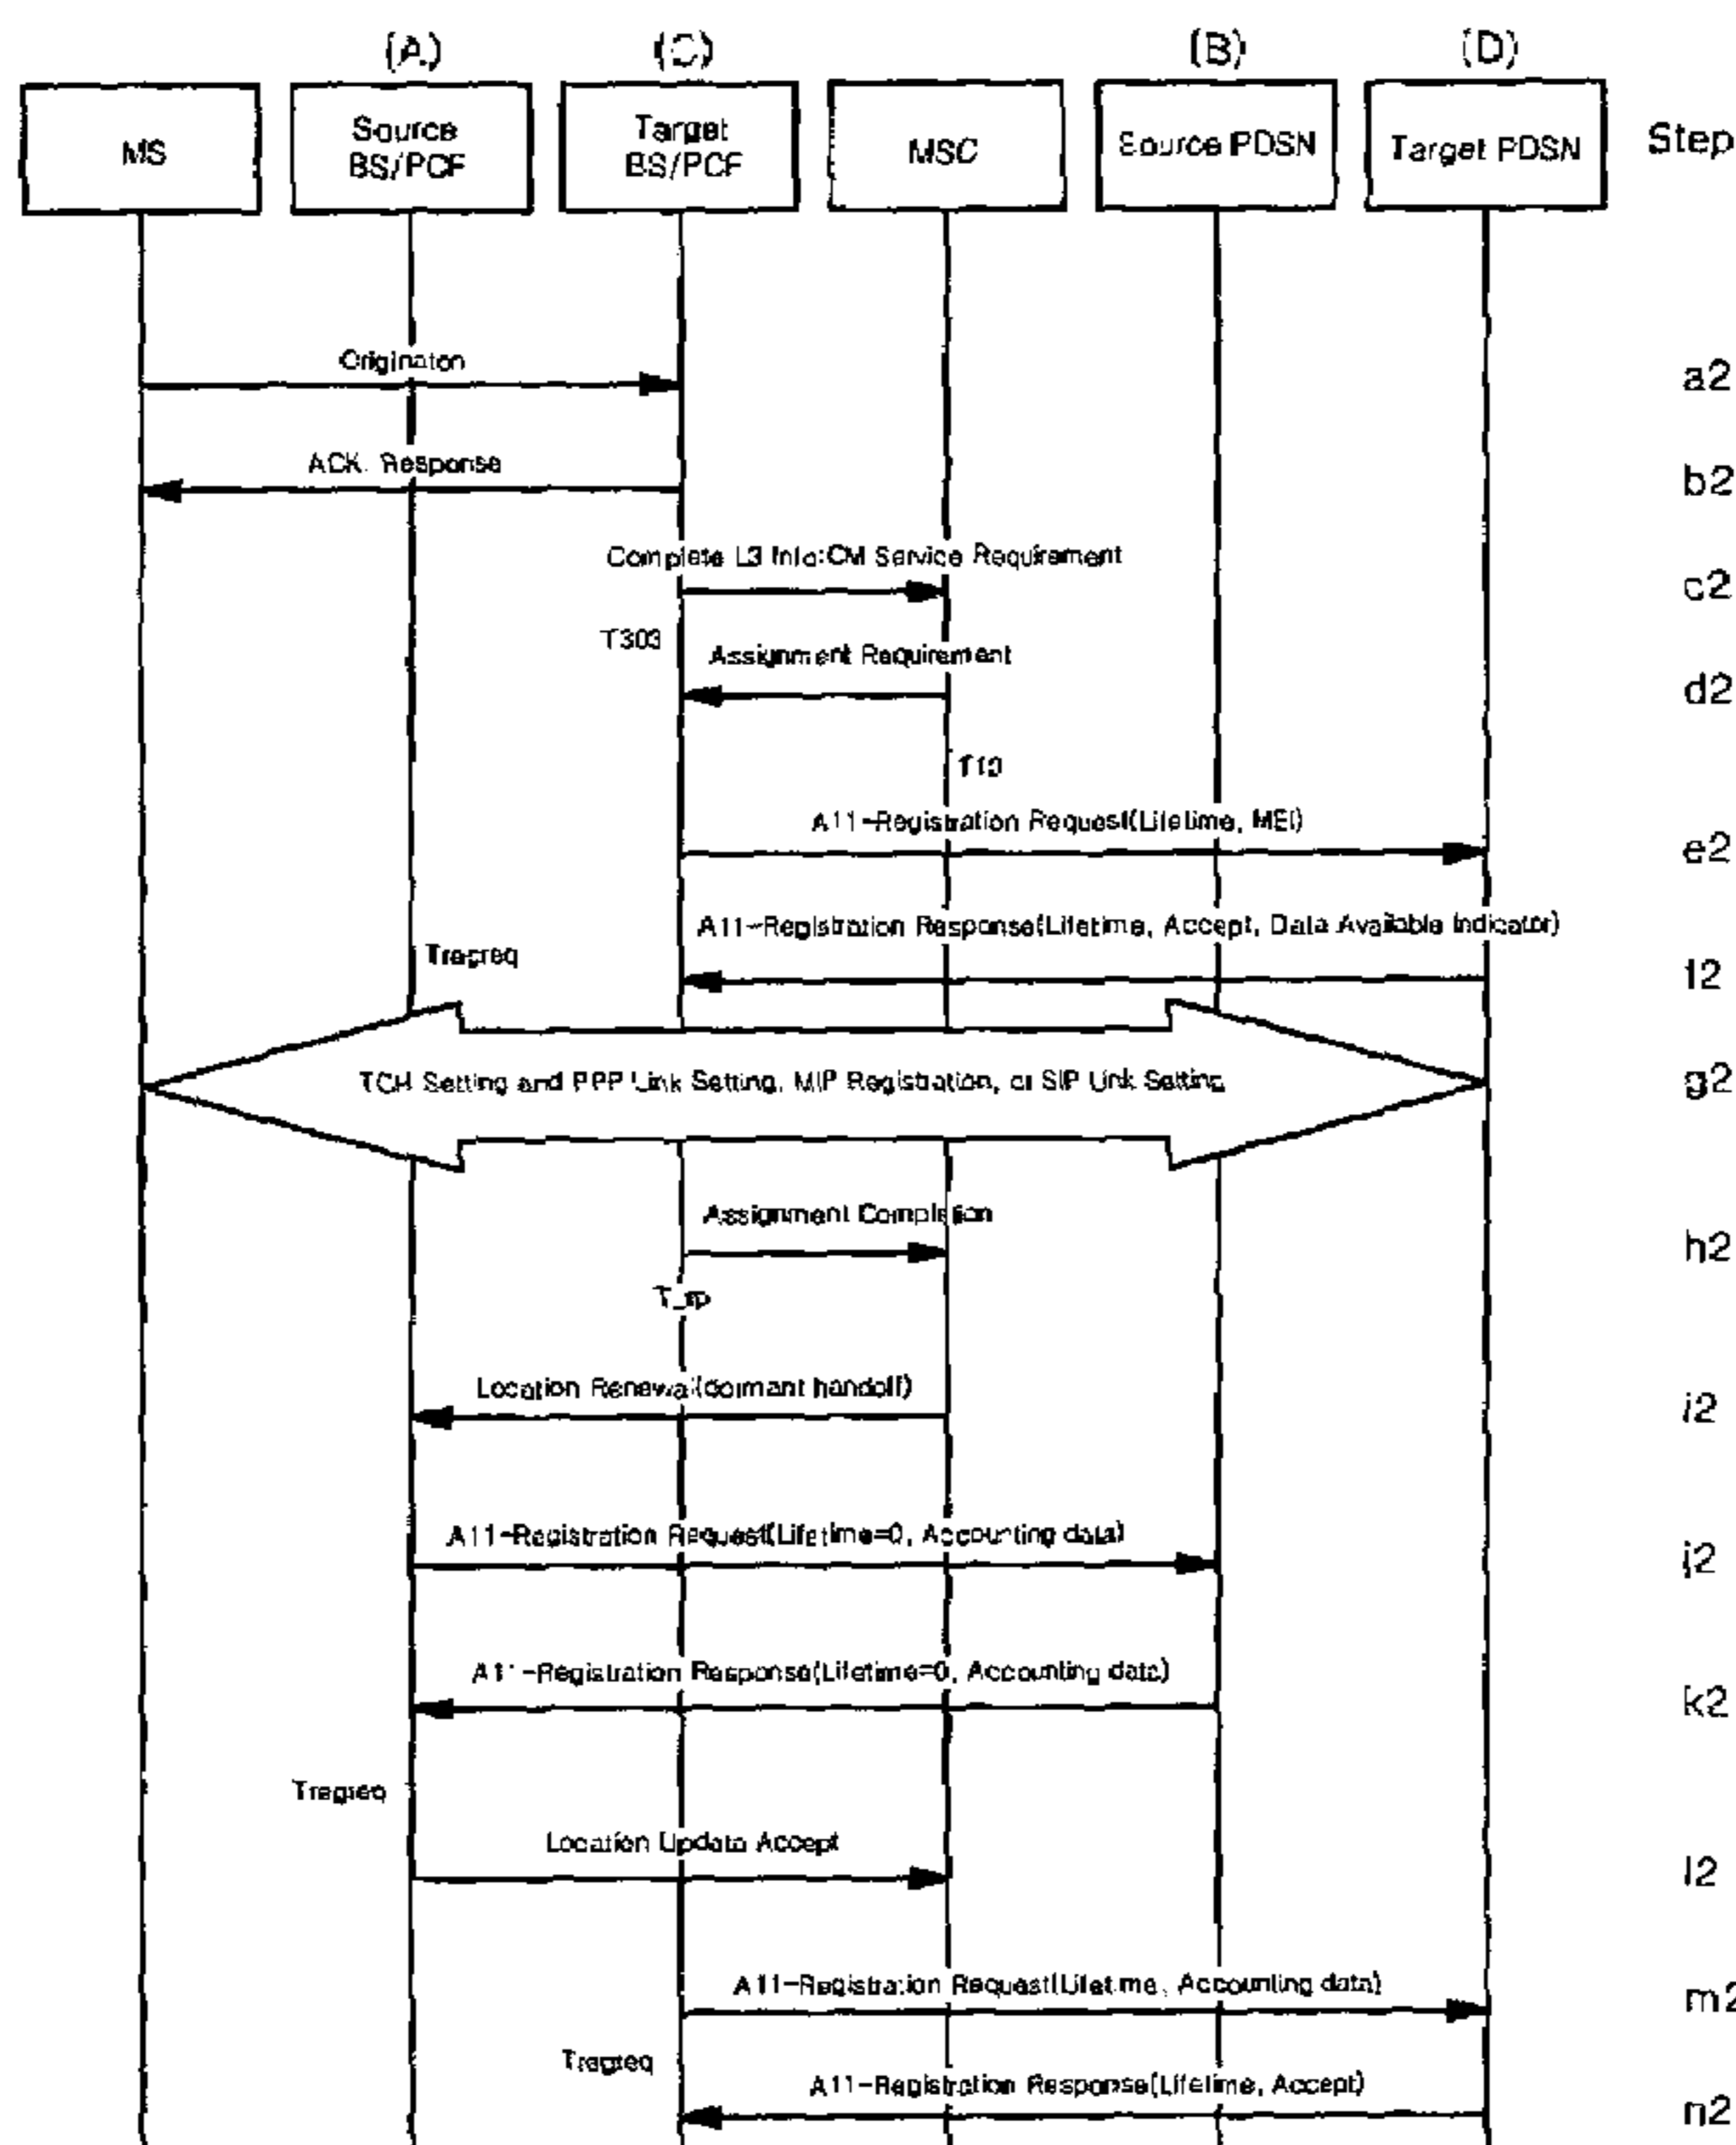 (A)
(C)
(B)
(D)
MS
Source
BS/PCF
Target
BS/PCF
MSC
Source PDSN
Target PDSN
Step
Originaton
a2
ACK. Response
b2
Complete L3 Info:CM Service Requirement
c2
T303
Assignment Requirement
d2
T10
A11-Registration Request(Lifetime, MEI)
e2
A11-Registration Response(Lifetime, Accept, Data Available Indicator)
Tregreq
f2
TCH Setting and PPP Link Setting, MIP Registration, or SIP Link Setting
g2
Assignment Completion
h2
T_rp
Location Renewal(dormant handoff)
i2
A11-Registration Request(Lifetime=0, Accounting data)
j2
A11-Registration Response(Lifetime=0, Accounting data)
k2
Tregreq
Location Updata Accept
l2
A11-Registration Request(Lifetime, Accounting data)
m2
Tregreq
A11-Registration Response(Lifetime, Accept)
n2